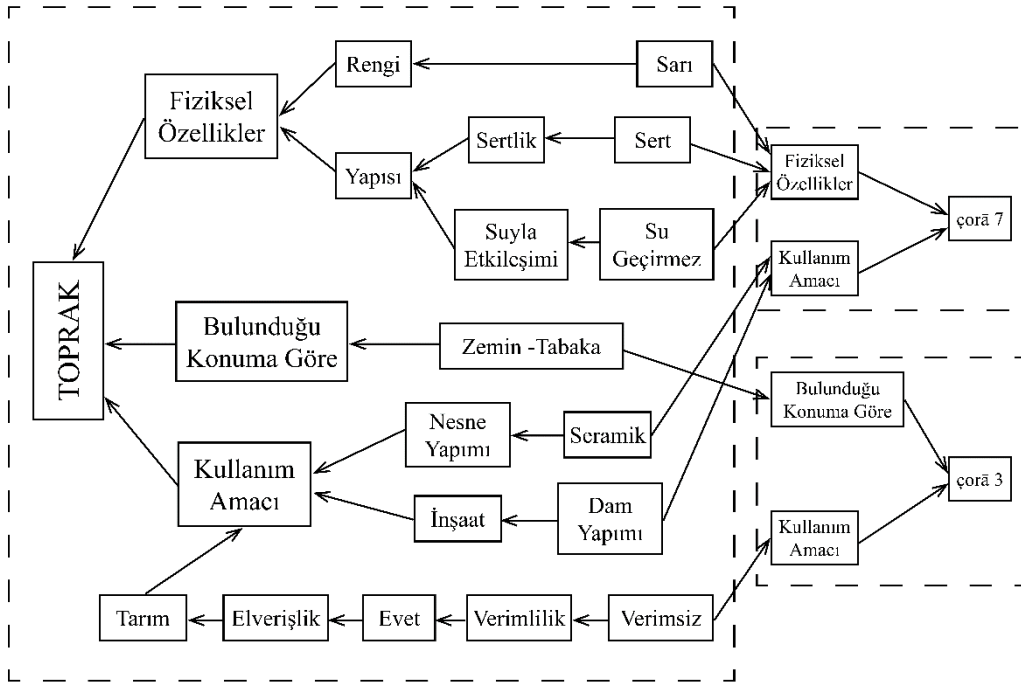 Rengi
Sarı
Fiziksel
Özellikler
Sertlik
Sert
Yapısı
Fiziksel
Özellikler
Suyla
Etkileşimi
Su
Geçirmez
çorā 7
Kullanım
Amacı
TOPRAK
Bulunduğu
Konuma Göre
Zemin -Tabaka
Bulunduğu
Konuma Göre
Nesne
Yapımı
Seramik
Kullanım
Amacı
çorā 3
İnşaat
Dam
Yapımı
Kullanım
Amacı
Tarım
Elverişlik
Evet
Verimlilik
Verimsiz